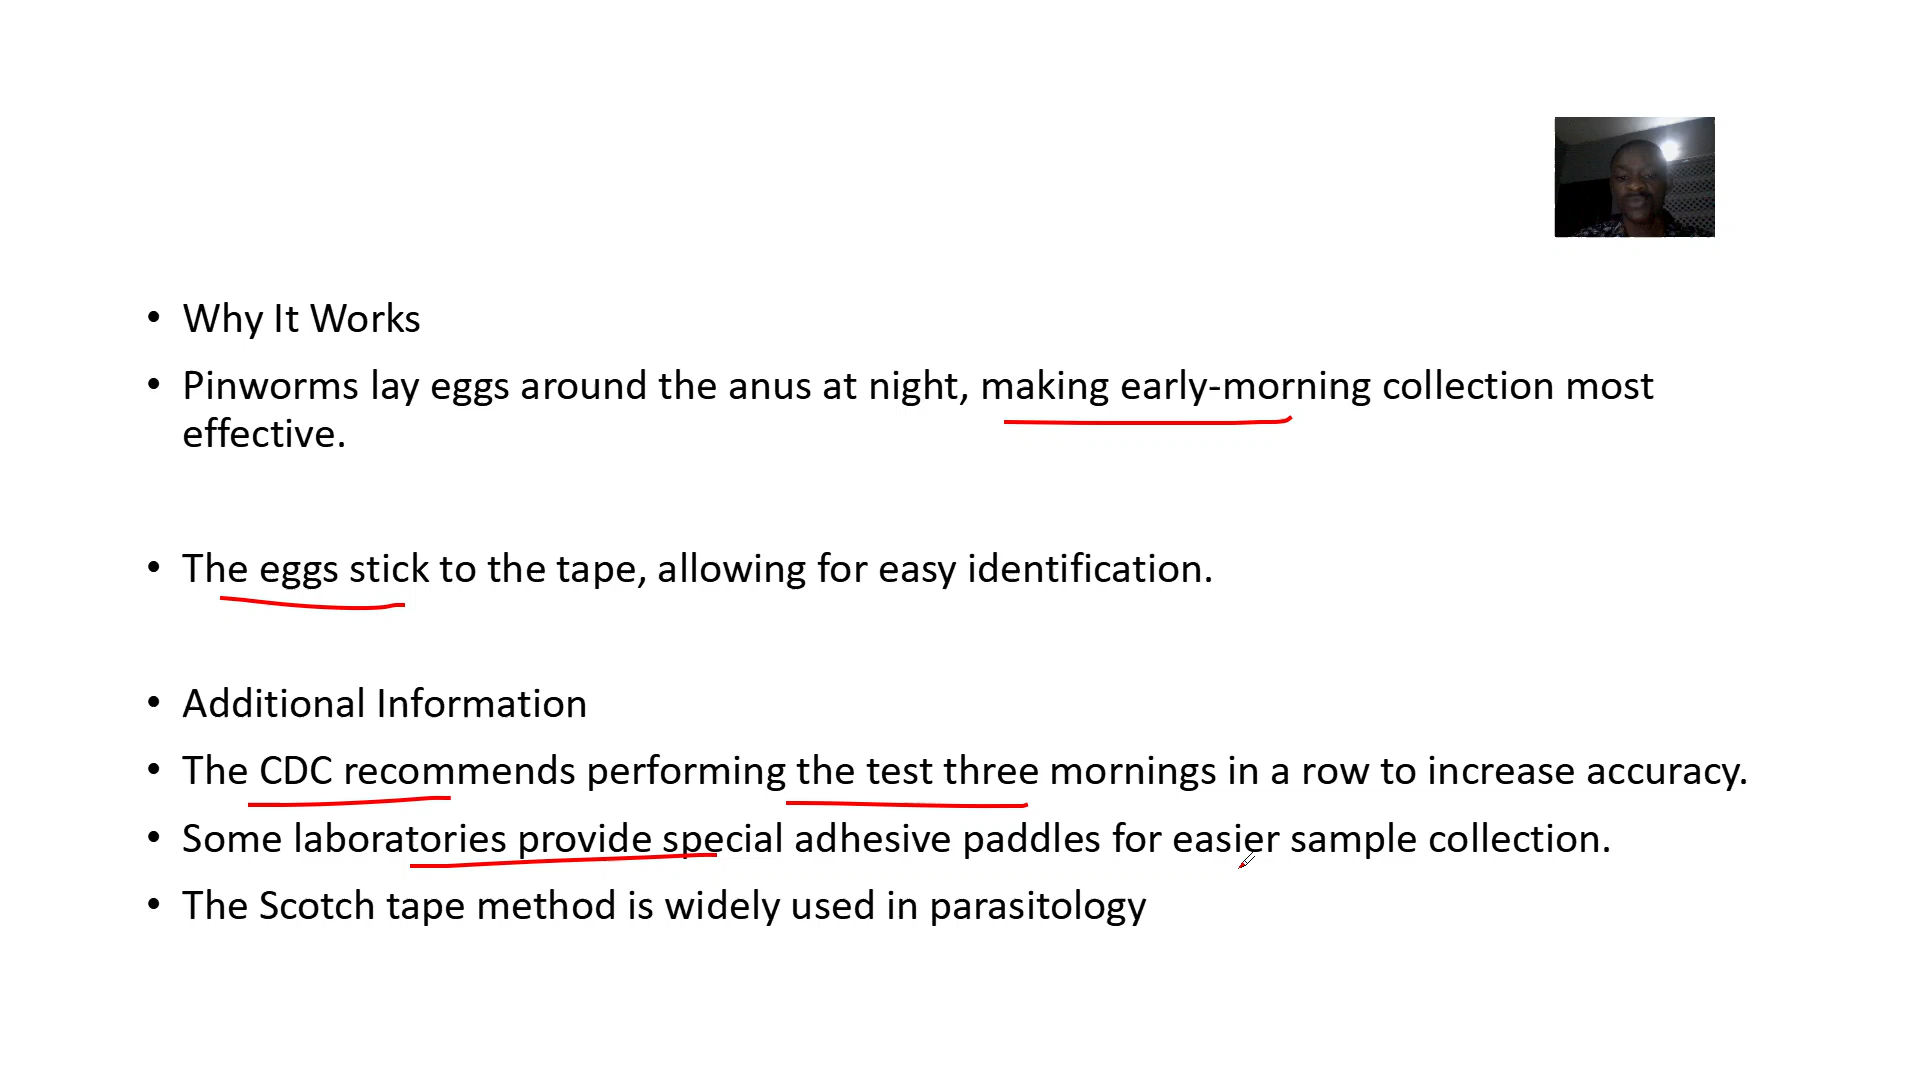 • Why It Works
• Pinworms lay eggs around the anus at night, making early-morning collection most
effective.
• The eggs stick to the tape, allowing for easy identification.
• Additional Information
• The CDC recommends performing the test three mornings in a row to increase accuracy.
• Some laboratories provide special adhesive paddles for easier sample collection.
• The Scotch tape method is widely used in parasitology